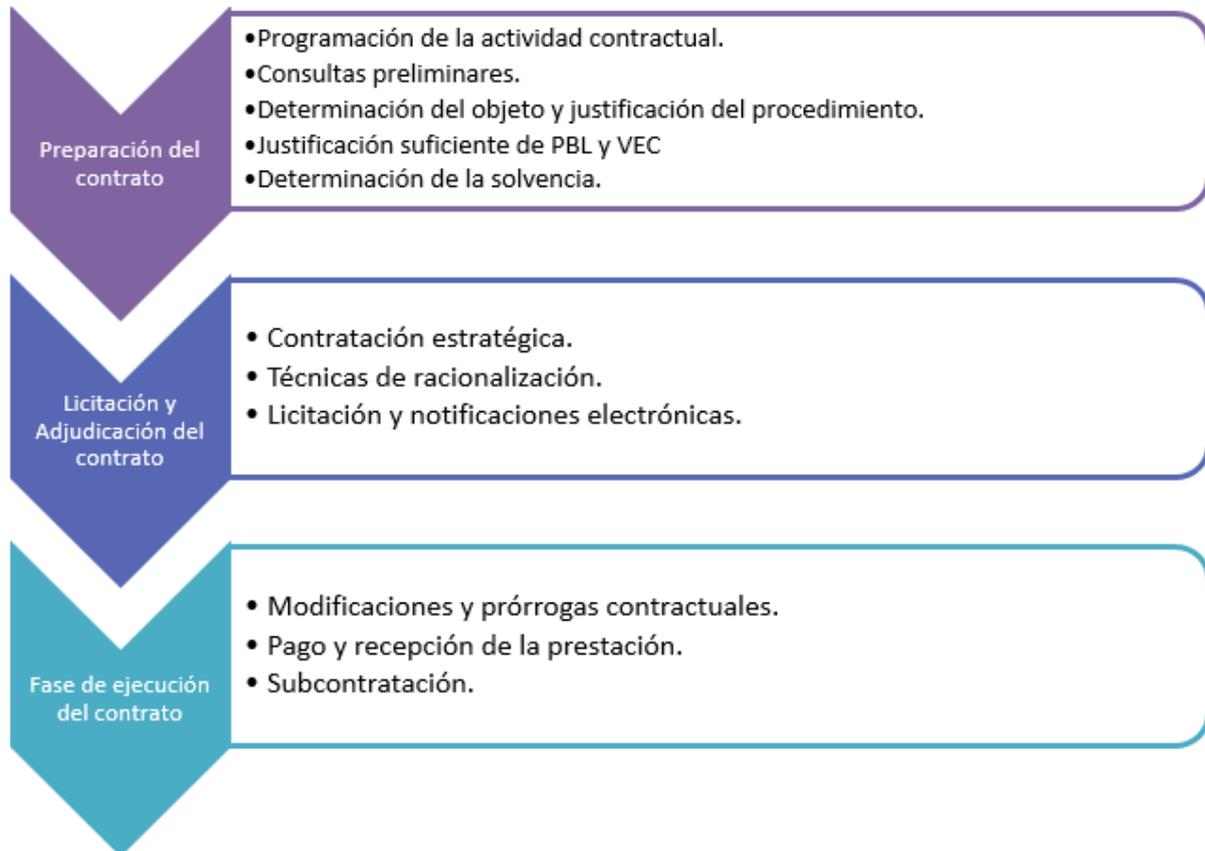 Preparación del
contrato
•Programación de la actividad contractual.
•Consultas preliminares.
•Determinación del objeto y justificación del procedimiento.
•Justificación suficiente de PBL y VEC
•Determinación de la solvencia.
Licitación y
Adjudicación del
contrato
• Contratación estratégica.
• Técnicas de racionalización.
• Licitación y notificaciones electrónicas.
Fase de ejecución
del contrato
• Modificaciones y prórrogas contractuales.
• Pago y recepción de la prestación.
• Subcontratación.